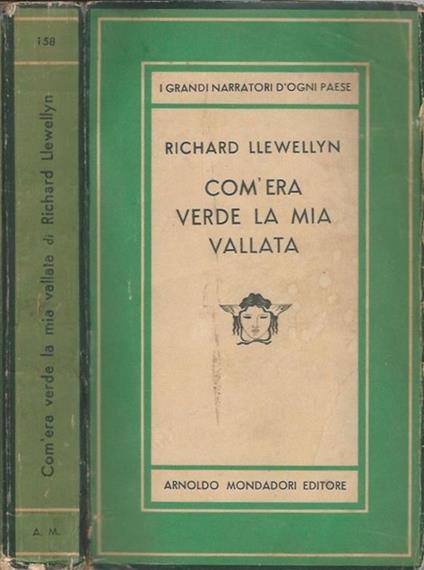 158
Com'era verde la mia vallata di Richard Llewellyn
A. M.
I GRANDI NARRATORI D'OGNI PAESE
RICHARD LLEWELLYN
COM'ERA
VERDE LA MIA
VALLATA
ARNOLDO MONDADORI EDITORE